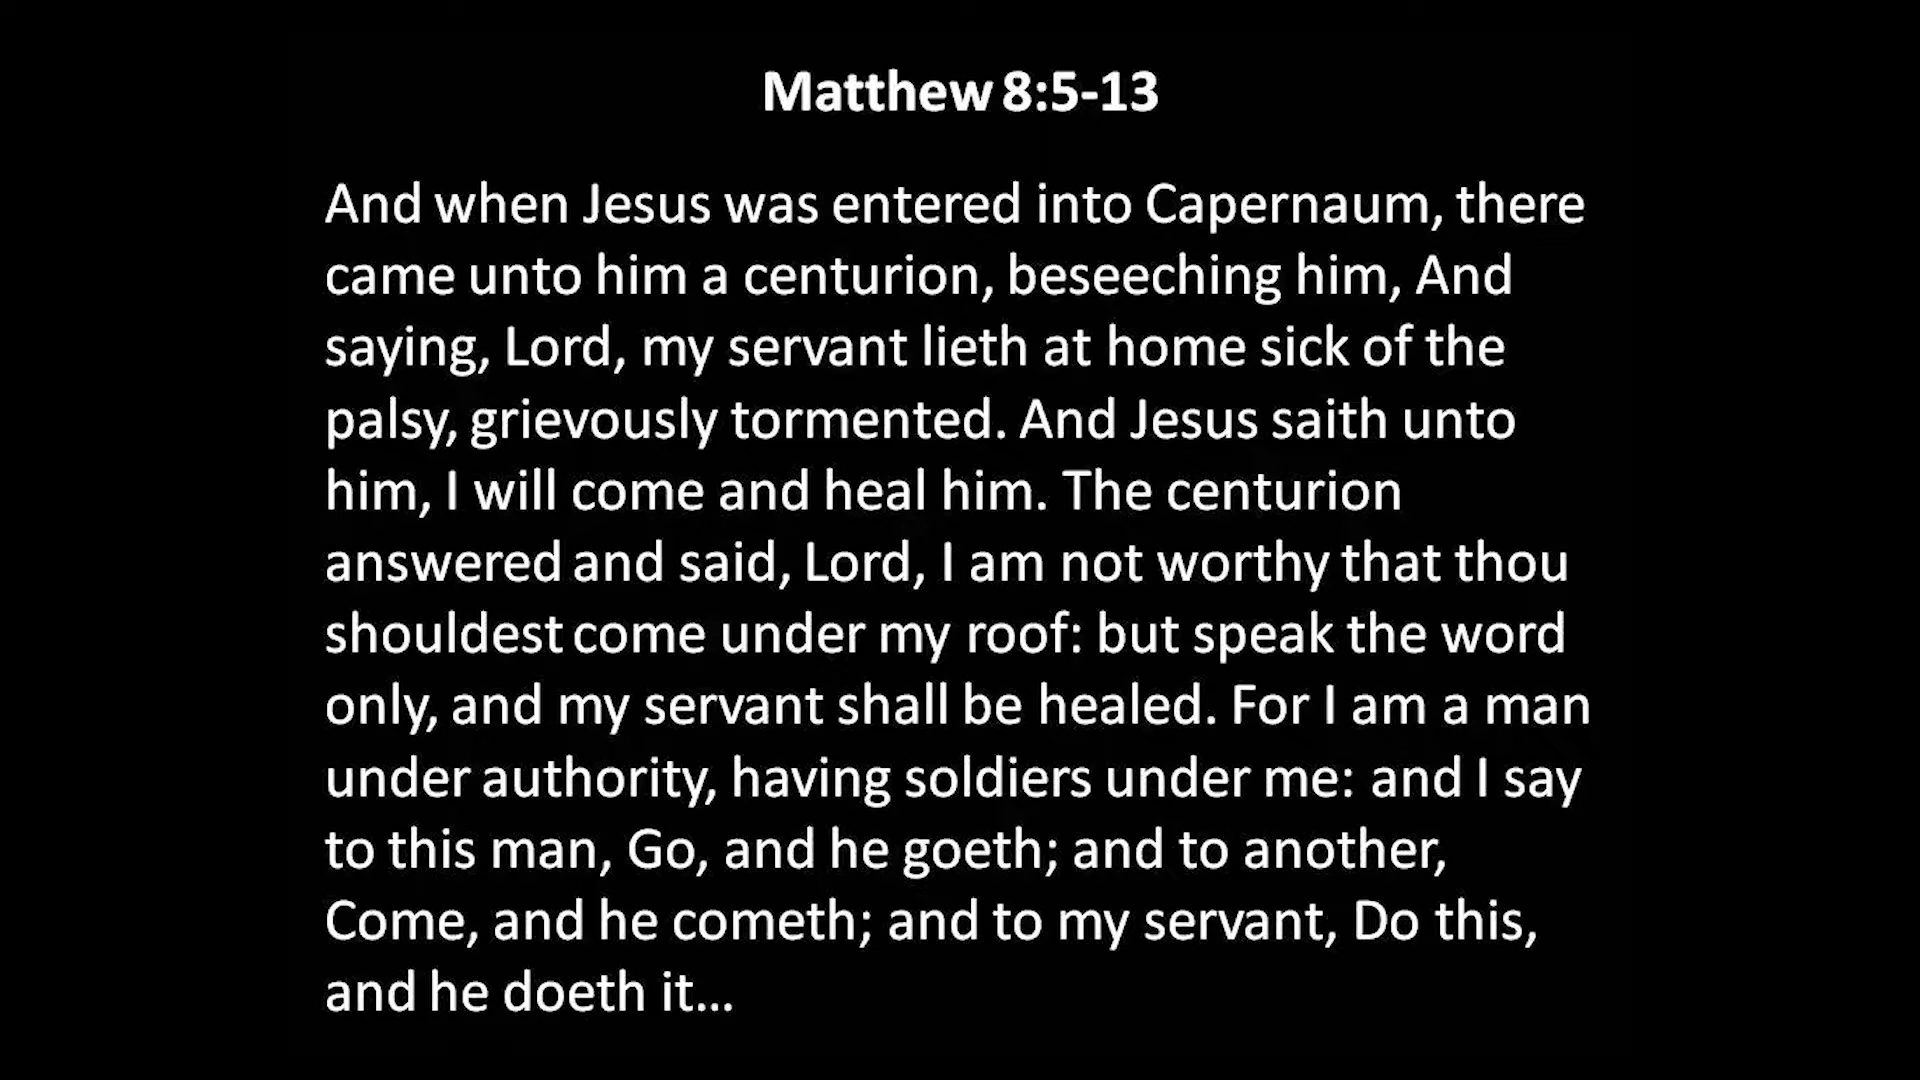 Matthew 8:5-13
And when Jesus was entered into Capernaum, there
came unto him a centurion, beseeching him, And
saying, Lord, my servant lieth at home sick of the
palsy, grievously tormented. And Jesus saith unto
him, I will come and heal him. The centurion
answered and said, Lord, I am not worthy that thou
shouldest come under my roof: but speak the word
only, and my servant shall be healed. For I am a man
under authority, having soldiers under me: and I say
to this man, Go, and he goeth; and to another,
Come, and he cometh; and to my servant, Do this,
and he doeth it...